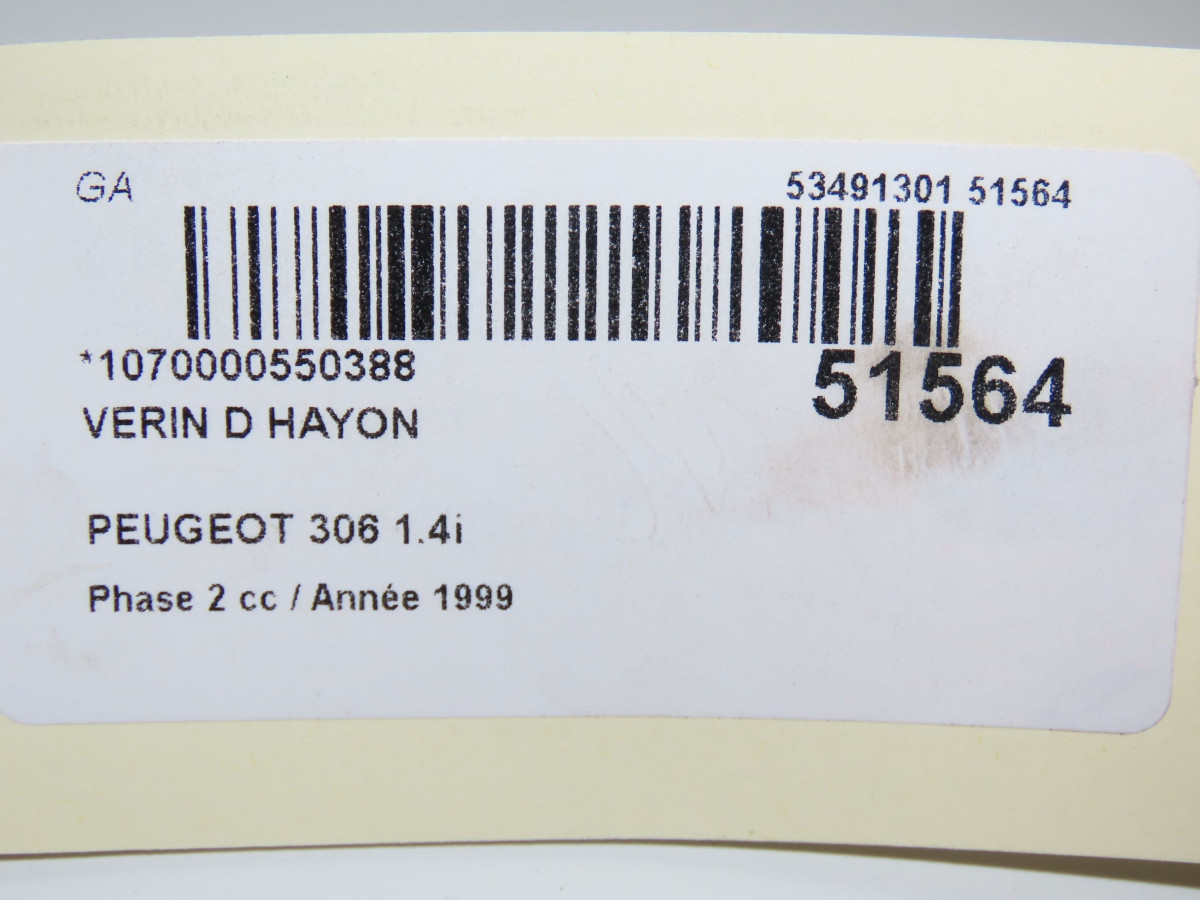 GA
53491301 51564
*1070000550388
51564
VERIN D HAYON
PEUGEOT 306 1.4i
Phase 2 cc / Année 1999